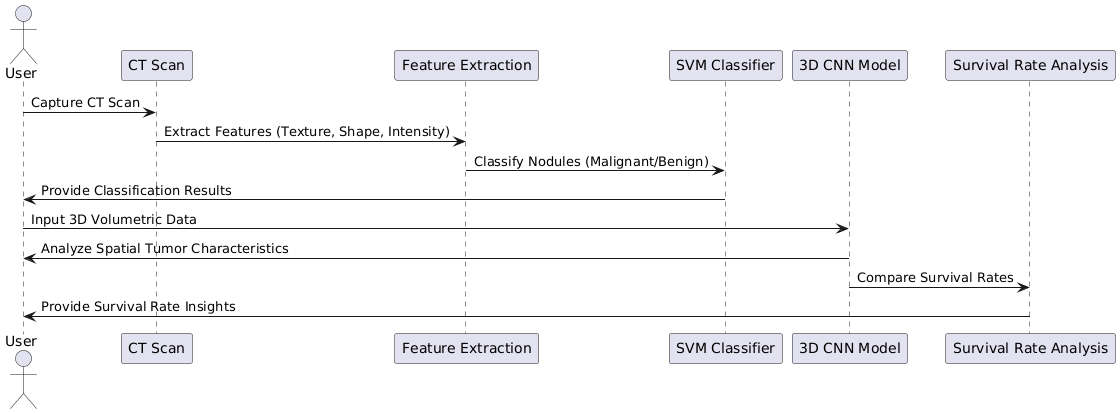 User
CT Scan
Feature Extraction
SVM Classifier
3D CNN Model
Survival Rate Analysis
Capture CT Scan
Extract Features (Texture, Shape, Intensity)
Classify Nodules (Malignant/Benign)
Provide Classification Results
Input 3D Volumetric Data
Analyze Spatial Tumor Characteristics
Compare Survival Rates
Provide Survival Rate Insights
User
CT Scan
Feature Extraction
SVM Classifier
3D CNN Model
Survival Rate Analysis